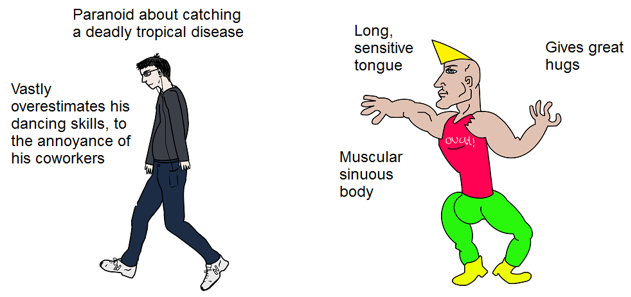 Paranoid about catching
a deadly tropical disease
Vastly
overestimates his
dancing skills, to
the annoyance of
his coworkers
Long,
sensitive
tongue
Gives great
hugs
Muscular
sinuous
body